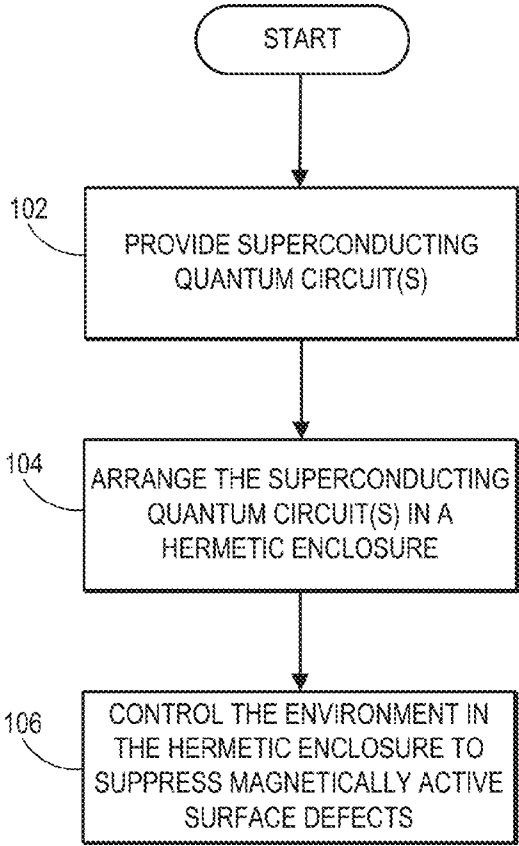 START
102
PROVIDE SUPERCONDUCTING
QUANTUM CIRCUIT(S)
104
ARRANGE THE SUPERCONDUCTING
QUANTUM CIRCUIT(S) IN A
HERMETIC ENCLOSURE
106
CONTROL THE ENVIRONMENT IN
THE HERMETIC ENCLOSURE TO
SUPPRESS MAGNETICALLY ACTIVE
SURFACE DEFECTS